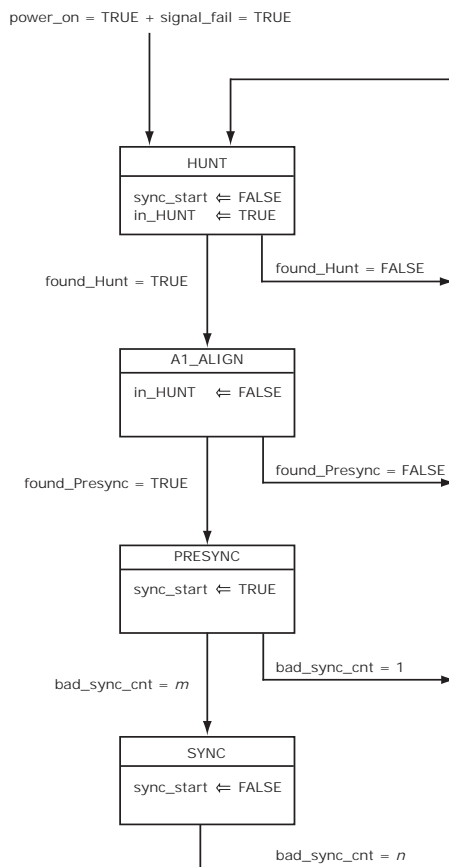 power_on = TRUE + signal_fail = TRUE
HUNT
sync_start ⇐ FALSE
in_HUNT ⇐ TRUE
found_Hunt = FALSE
found_Hunt = TRUE
A1_ALIGN
in_HUNT ⇐ FALSE
found_Presync = FALSE
found_Presync = TRUE
PRESYNC
sync_start ⇐ TRUE
bad_sync_cnt = 1
bad_sync_cnt = m
SYNC
sync_start ⇐ FALSE
bad_sync_cnt = n